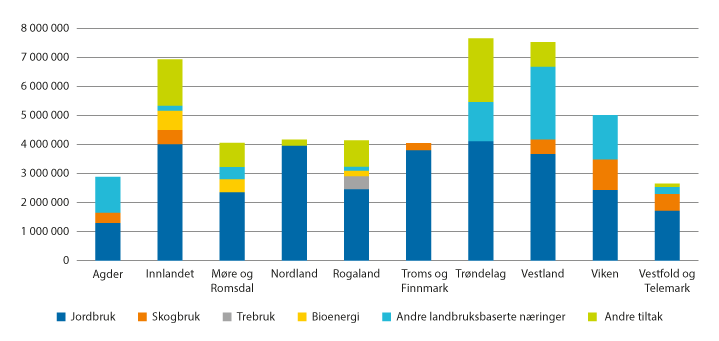 8 000 000
7 000 000
6 000 000
5 000 000
4 000 000
3 000 000
2 000 000
1 000 000
0
Agder Innlandet Møre og Romsdal Nordland Rogaland Troms og Finnmark Trøndelag Vestland Viken Vestfold og Telemark
Jordbruk Skogbruk Trebruk Bioenergi Andre landbruksbaserte næringer Andre tiltak